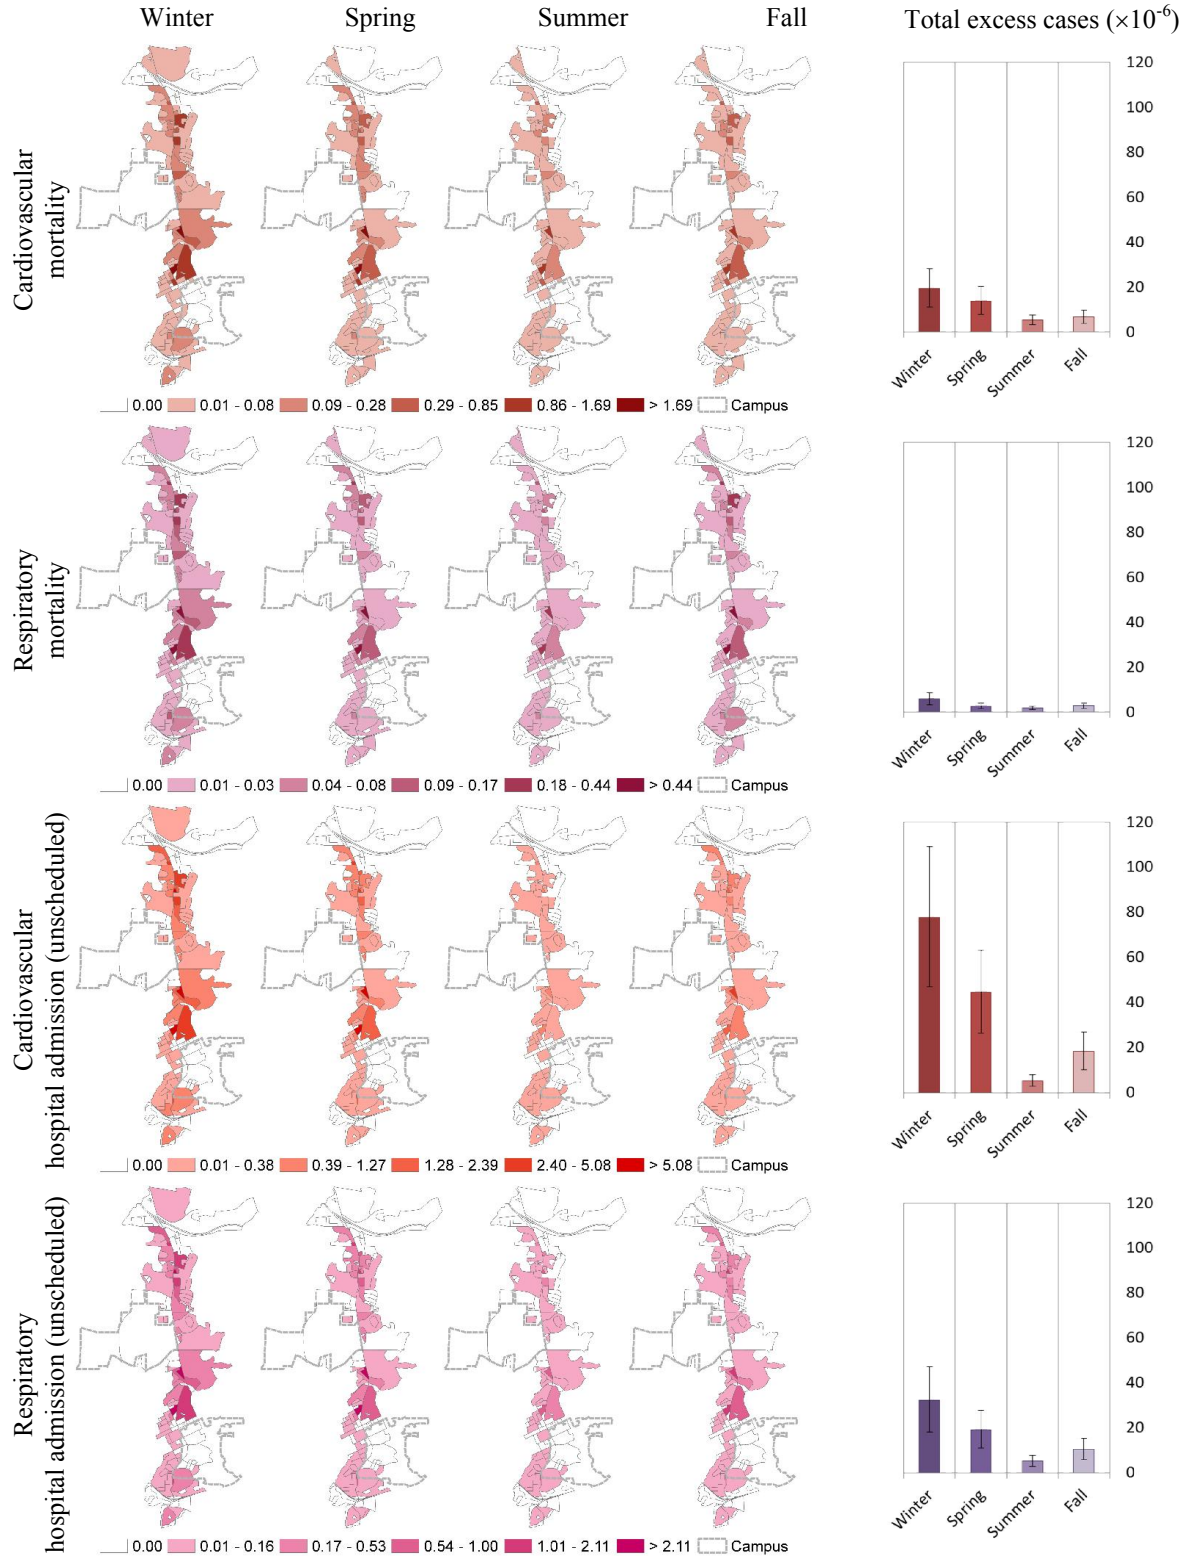 Winter Spring Summer Fall Total excess cases (×10-6)
Cardiovascular
mortality
120
100
80
60
40
20
0
Winter Spring Summer Fall
0.00 0.01 - 0.08 0.09 - 0.28 0.29 - 0.85 0.86 - 1.69 > 1.69 Campus
Respiratory
mortality
120
100
80
60
40
20
0
Winter Spring Summer Fall
0.00 0.01 - 0.03 0.04 - 0.08 0.09 - 0.17 0.18 - 0.44 > 0.44 Campus
Cardiovascular
hospital admission (unscheduled)
120
100
80
60
40
20
0
Winter Spring Summer Fall
0.00 0.01 - 0.38 0.39 - 1.27 1.28 - 2.39 2.40 - 5.08 > 5.08 Campus
Respiratory
hospital admission (unscheduled)
120
100
80
60
40
20
0
Winter Spring Summer Fall
0.00 0.01 - 0.16 0.17 - 0.53 0.54 - 1.00 1.01 - 2.11 > 2.11 Campus